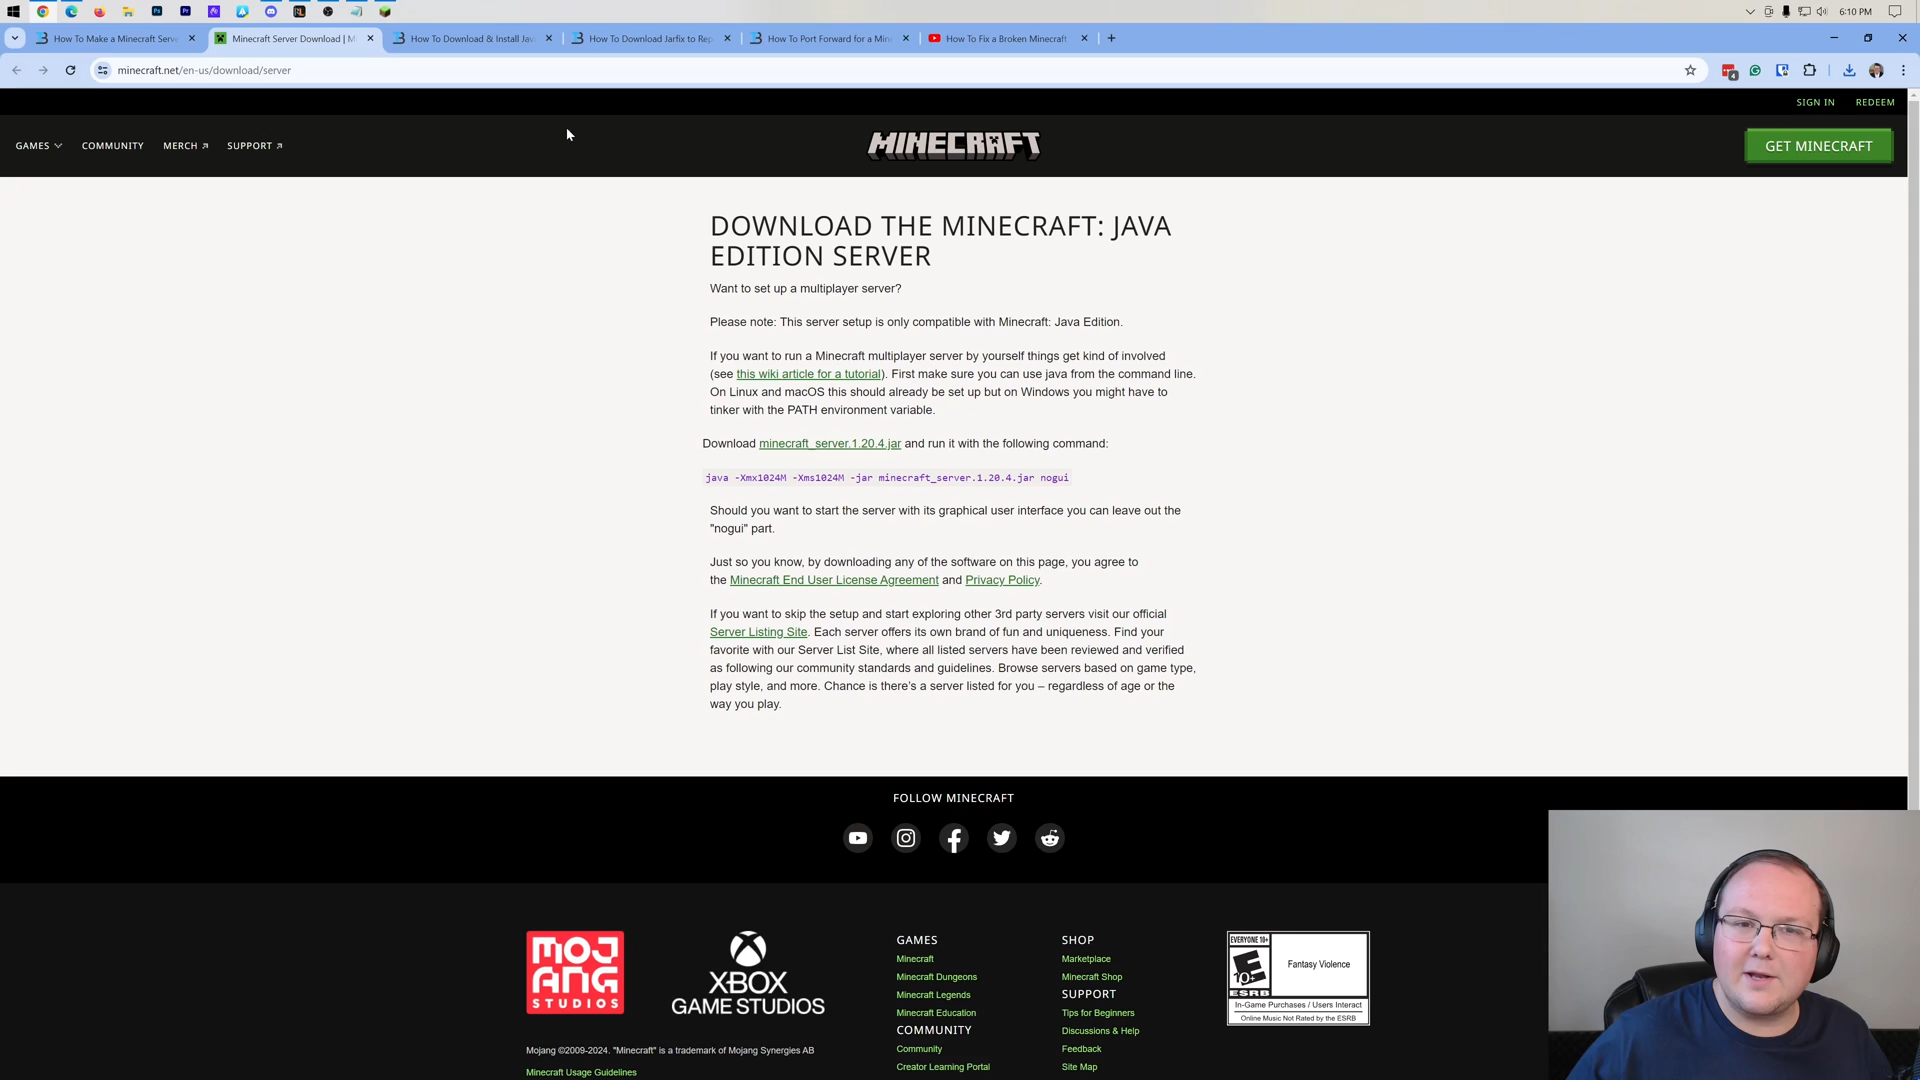 6:10 PM
How To Make a Minecraft Serve
Minecraft Server Download | M
How To Download & Install Jav
How To Download Jarfix to Rep
How To Port Forward for a Min
How To Fix a Broken Minecraft
minecraft.net/en-us/download/server
SIGN IN
REDEEM
GAMES
COMMUNITY
MERCH
SUPPORT
MINECRAFT
GET MINECRAFT
DOWNLOAD THE MINECRAFT: JAVA
EDITION SERVER
Want to set up a multiplayer server?
Please note: This server setup is only compatible with Minecraft: Java Edition.
If you want to run a Minecraft multiplayer server by yourself things get kind of involved
(see this wiki article for a tutorial). First make sure you can use java from the command line.
On Linux and macOS this should already be set up but on Windows you might have to
tinker with the PATH environment variable.
Download minecraft_server.1.20.4.jar and run it with the following command:
java -Xmx1024M -Xms1024M -jar minecraft_server.1.20.4.jar nogui
Should you want to start the server with its graphical user interface you can leave out the
"nogui" part.
Just so you know, by downloading any of the software on this page, you agree to
the Minecraft End User License Agreement and Privacy Policy.
If you want to skip the setup and start exploring other 3rd party servers visit our official
Server Listing Site. Each server offers its own brand of fun and uniqueness. Find your
favorite with our Server List Site, where all listed servers have been reviewed and verified
as following our community standards and guidelines. Browse servers based on game type,
play style, and more. Chance is there's a server listed for you – regardless of age or the
way you play.
FOLLOW MINECRAFT
MOJANG
STUDIOS
XBOX
GAME STUDIOS
Mojang ©2009-2024. "Minecraft" is a trademark of Mojang Synergies AB
Minecraft Usage Guidelines
GAMES
Minecraft
Minecraft Dungeons
Minecraft Legends
Minecraft Education
COMMUNITY
Community
Creator Learning Portal
SHOP
Marketplace
Minecraft Shop
SUPPORT
Tips for Beginners
Discussions & Help
Feedback
Site Map
EVERYONE 10+
E
10+
ESRB
Fantasy Violence
In-Game Purchases / Users Interact
Online Music Not Rated by the ESRB